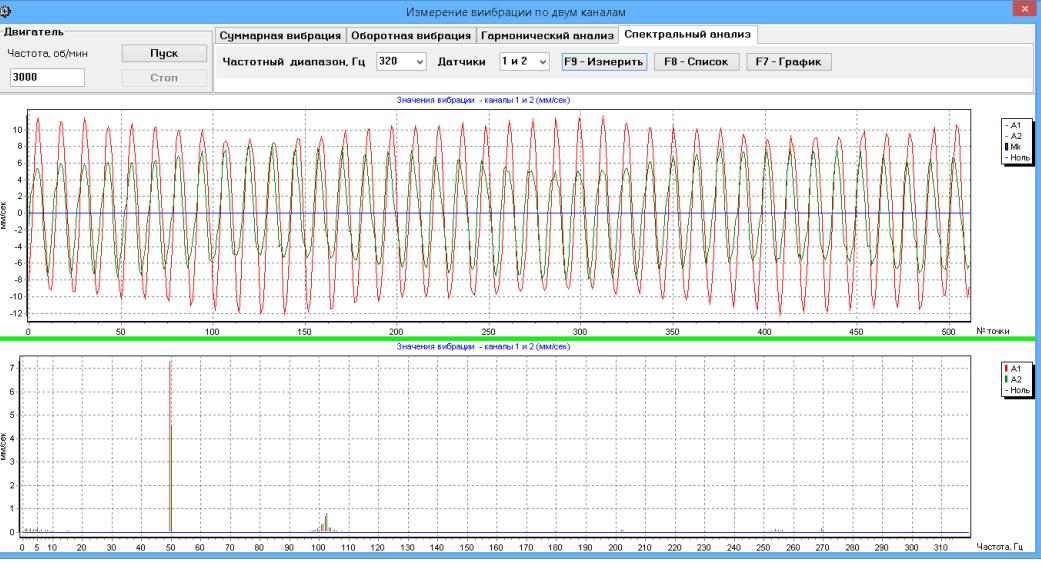 Измерение виибрации по двум каналам
Двигатель
Частота, об/мин
Пуск
3000
Стоп
Суммарная вибрация
Оборотная вибрация
Гармонический анализ
Спектральный анализ
Частотный диапазон, Гц
320
Датчики
1 и 2
F9 - Измерить
F8 - Список
F7 - График
Значения вибрации - каналы 1 и 2 (мм/сек)
A1
A2
Mk
Ноль
10
8
6
4
2
0
-2
-4
-6
-8
-10
-12
мм/сек
0 50 100 150 200 250 300 350 400 450 500
№ точки
Значения вибрации - каналы 1 и 2 (мм/сек)
A1
A2
Ноль
7
6
5
4
3
2
1
0
мм/сек
0 5 10 20 30 40 50 60 70 80 90 100 110 120 130 140 150 160 170 180 190 200 210 220 230 240 250 260 270 280 290 300 310
Частота, Гц